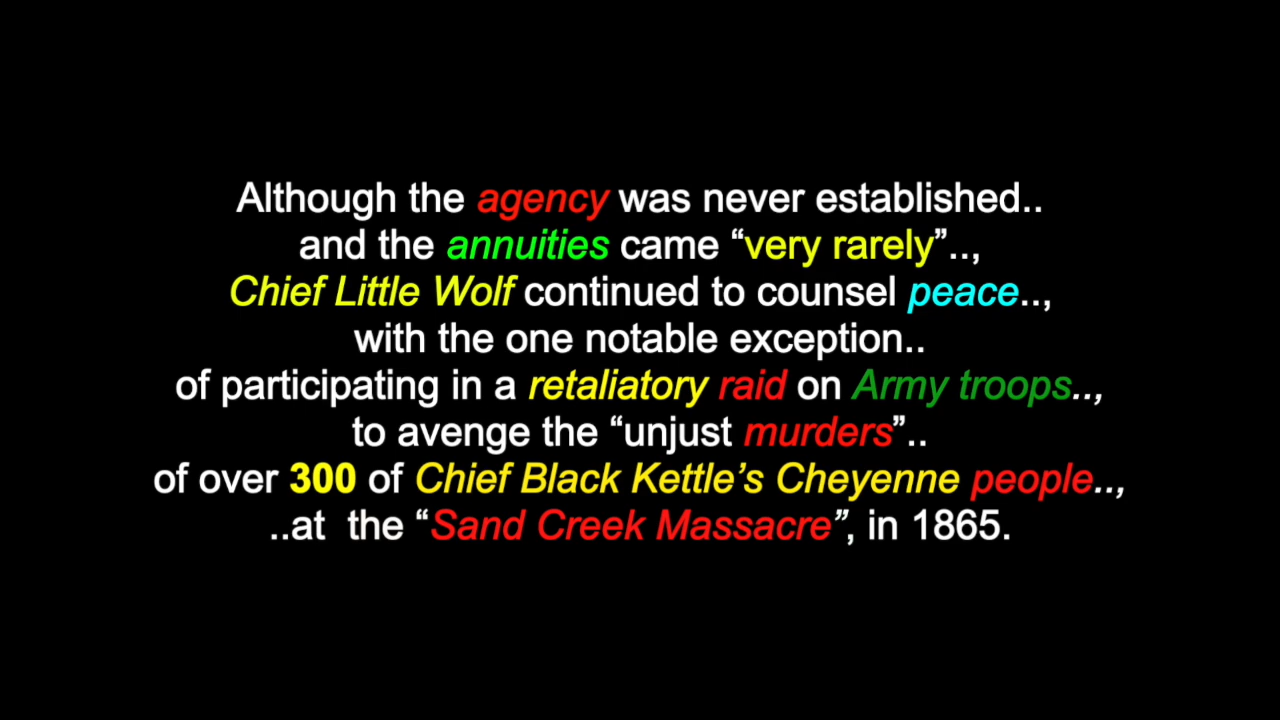 Although the agency was never established..
and the annuities came “very rarely”..,
Chief Little Wolf continued to counsel peace..,
with the one notable exception..
of participating in a retaliatory raid on Army troops..,
to avenge the “unjust murders”..
of over 300 of Chief Black Kettle’s Cheyenne people..,
..at  the “Sand Creek Massacre”, in 1865.